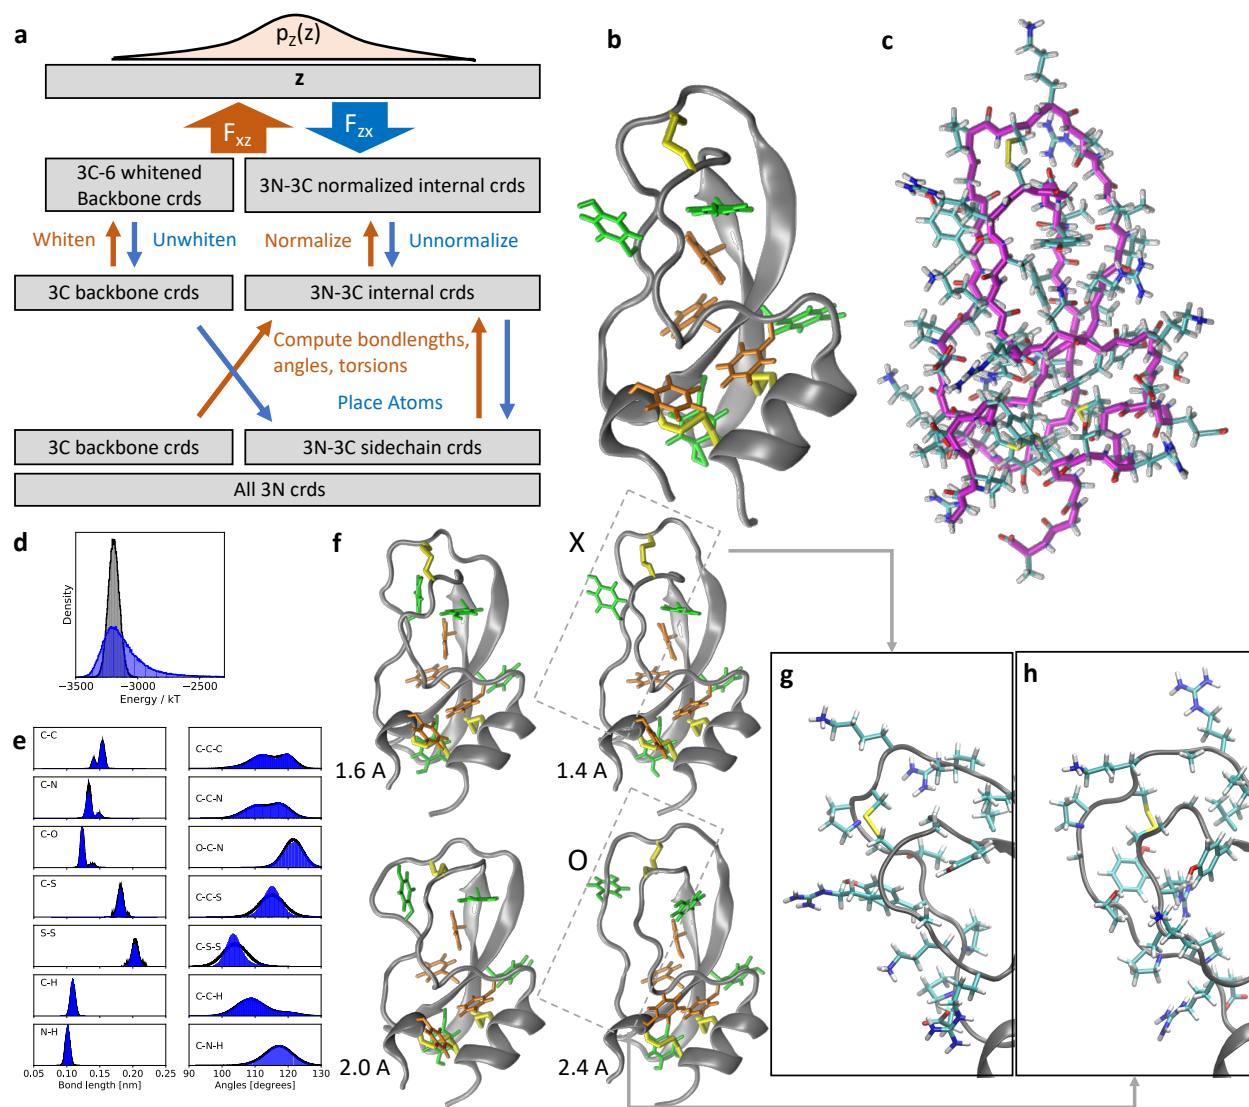 a
p_Z(z)
z
F_xz
F_zx
3C-6 whitened
Backbone crds
3N-3C normalized internal crds
Whiten
Unwhiten
Normalize
Unnormalize
3C backbone crds
3N-3C internal crds
Compute bondlengths,
angles, torsions
Place Atoms
3C backbone crds
3N-3C sidechain crds
All 3N crds
b
c
d
Density
−3500
−3000
−2500
Energy / kT
e
C-C
C-N
C-O
C-S
S-S
C-H
N-H
0.05
0.10
0.15
0.20
0.25
Bond length [nm]
C-C-C
C-C-N
O-C-N
C-C-S
C-S-S
C-C-H
C-N-H
90
100
110
120
130
Angles [degrees]
f
X
1.6 A
1.4 A
O
2.0 A
2.4 A
g
h